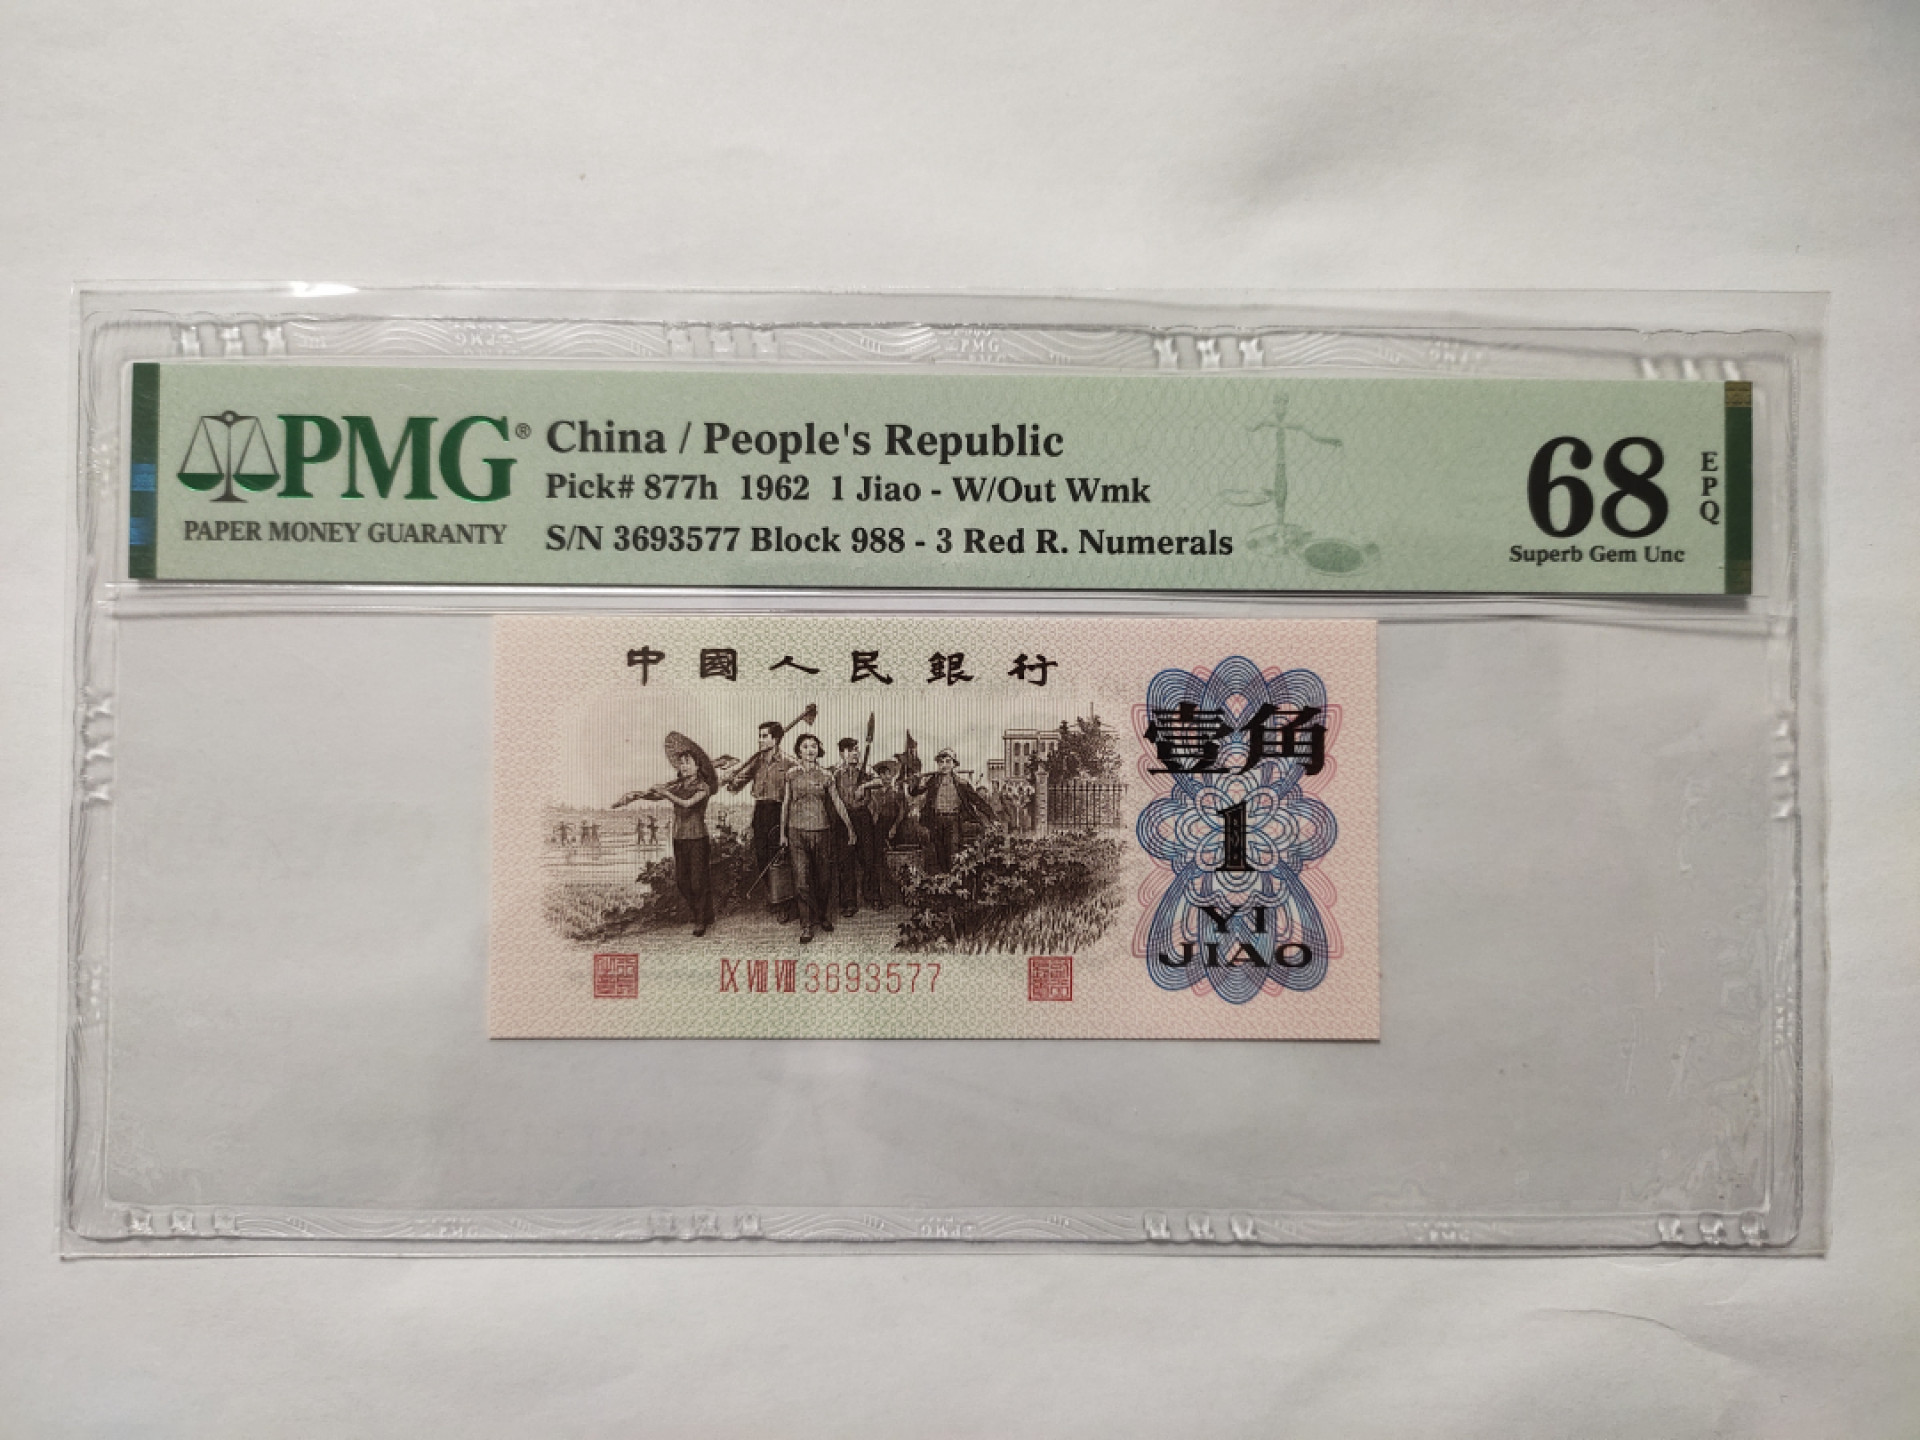 PMG®
PAPER MONEY GUARANTY
China / People's Republic
Pick# 877h 1962 1 Jiao - W/Out Wmk
S/N 3693577 Block 988 - 3 Red R. Numerals
68
EPQ
Superb Gem Unc
中國人民銀行
壹角
1
YI
JIAO
IX VIII VIII 3693577